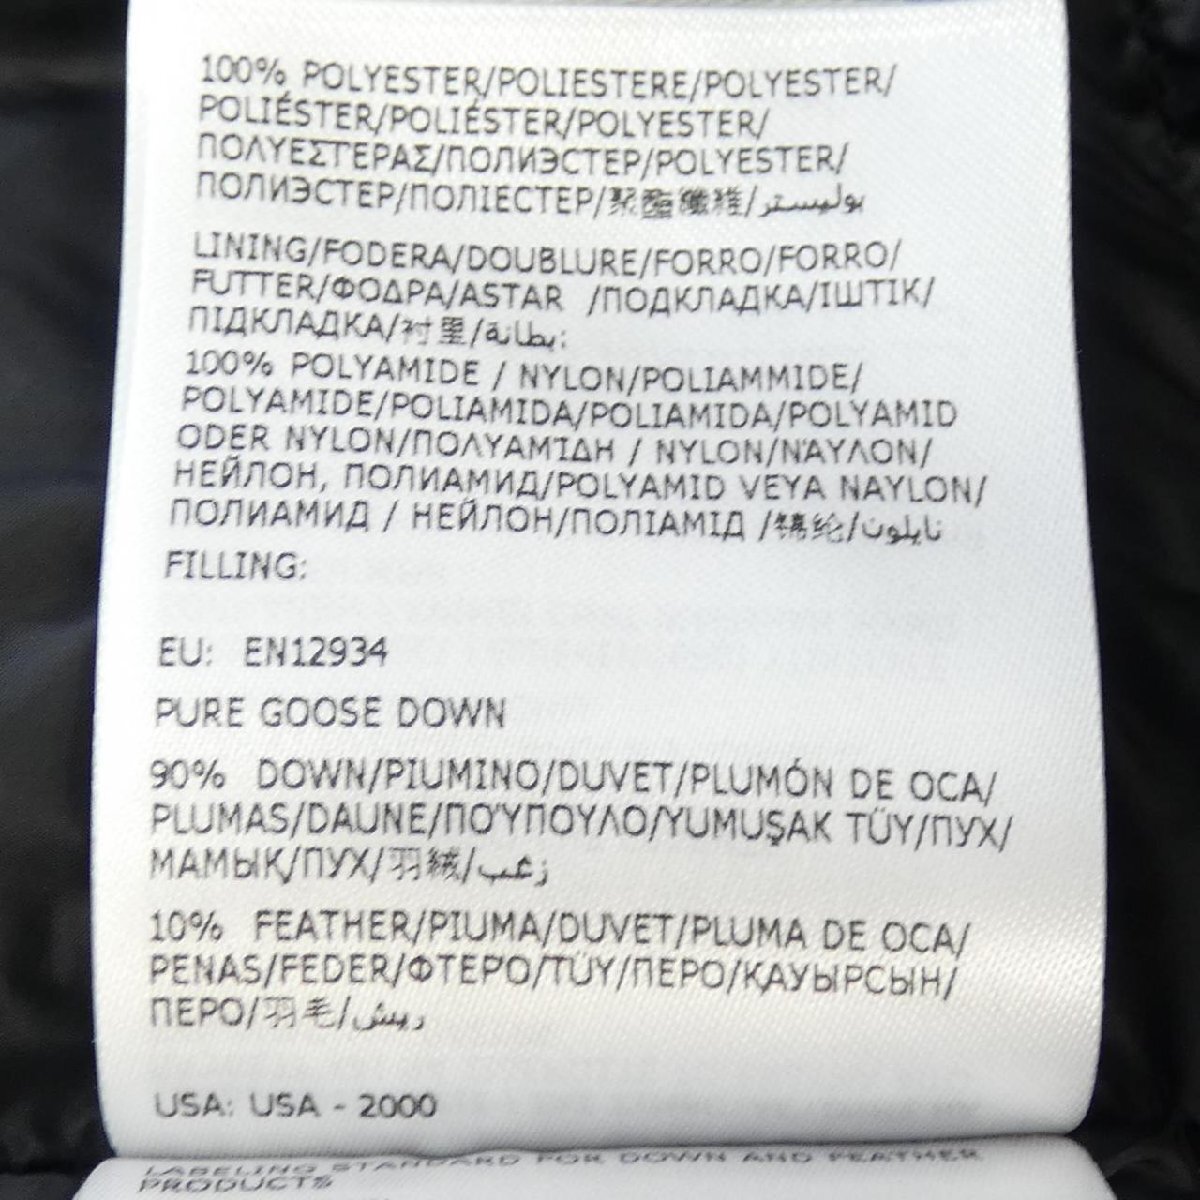 100% POLYESTER/POLIESTERE/POLYESTER/
POLIÉSTER/POLIÉSTER/POLYESTER/
ΠΟΛΥΕΣΤΕΡΑΣ/ПОЛИЭСТЕР/POLYESTER/
ПОЛИЭСТЕР/ПОЛІЕСТЕР/聚酯纖維/بوليستر
LINING/FODERA/DOUBLURE/FORRO/FORRO/
FUTTER/ΦΟΔΡΑ/ASTAR /ПОДКЛАДКА/ІШТІК/
ПІДКЛАДКА/衬里/بطانة:
100% POLYAMIDE / NYLON/POLIAMMIDE/
POLYAMIDE/POLIAMIDA/POLIAMIDA/POLYAMID
ODER NYLON/ΠΟΛΥΑΜΊΔΗ / NYLON/ΝΆΥΛΟΝ/
НЕЙЛОН, ПОЛИАМИД/POLYAMID VEYA NAYLON/
ПОЛИАМИД / НЕЙЛОН/ПОЛІАМІД /锦纶/نايلون
FILLING:
EU: EN12934
PURE GOOSE DOWN
90% DOWN/PIUMINO/DUVET/PLUMÓN DE OCA/
PLUMAS/DAUNE/ΠΟΎΠΟΥΛΟ/YUMUŞAK TÜY/ПУХ/
МАМЫҚ/ПУХ/羽絨/زغب
10% FEATHER/PIUMA/DUVET/PLUMA DE OCA/
PENAS/FEDER/ΦΤΕΡΟ/TÜY/ПЕРО/ҚАУЫРСЫН/
ПЕРО/羽毛/ريش
USA: USA - 2000
LABELING STANDARD FOR DOWN AND FEATHER
PRODUCTS